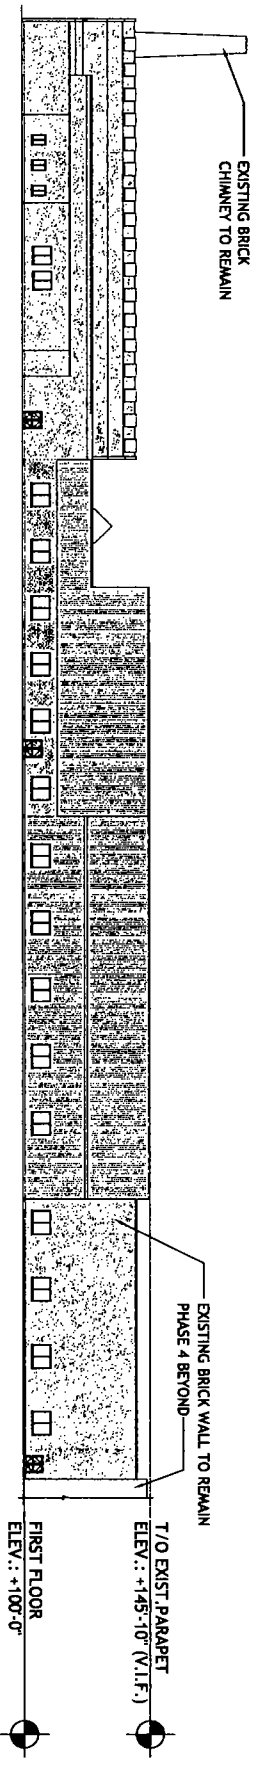 EXISTING BRICK
CHIMNEY TO REMAIN
EXISTING BRICK WALL TO REMAIN
PHASE 4 BEYOND
T/O EXIST.PARAPET
ELEV.: +145'-10" (V.I.F.)
FIRST FLOOR
ELEV.: +100'-0"